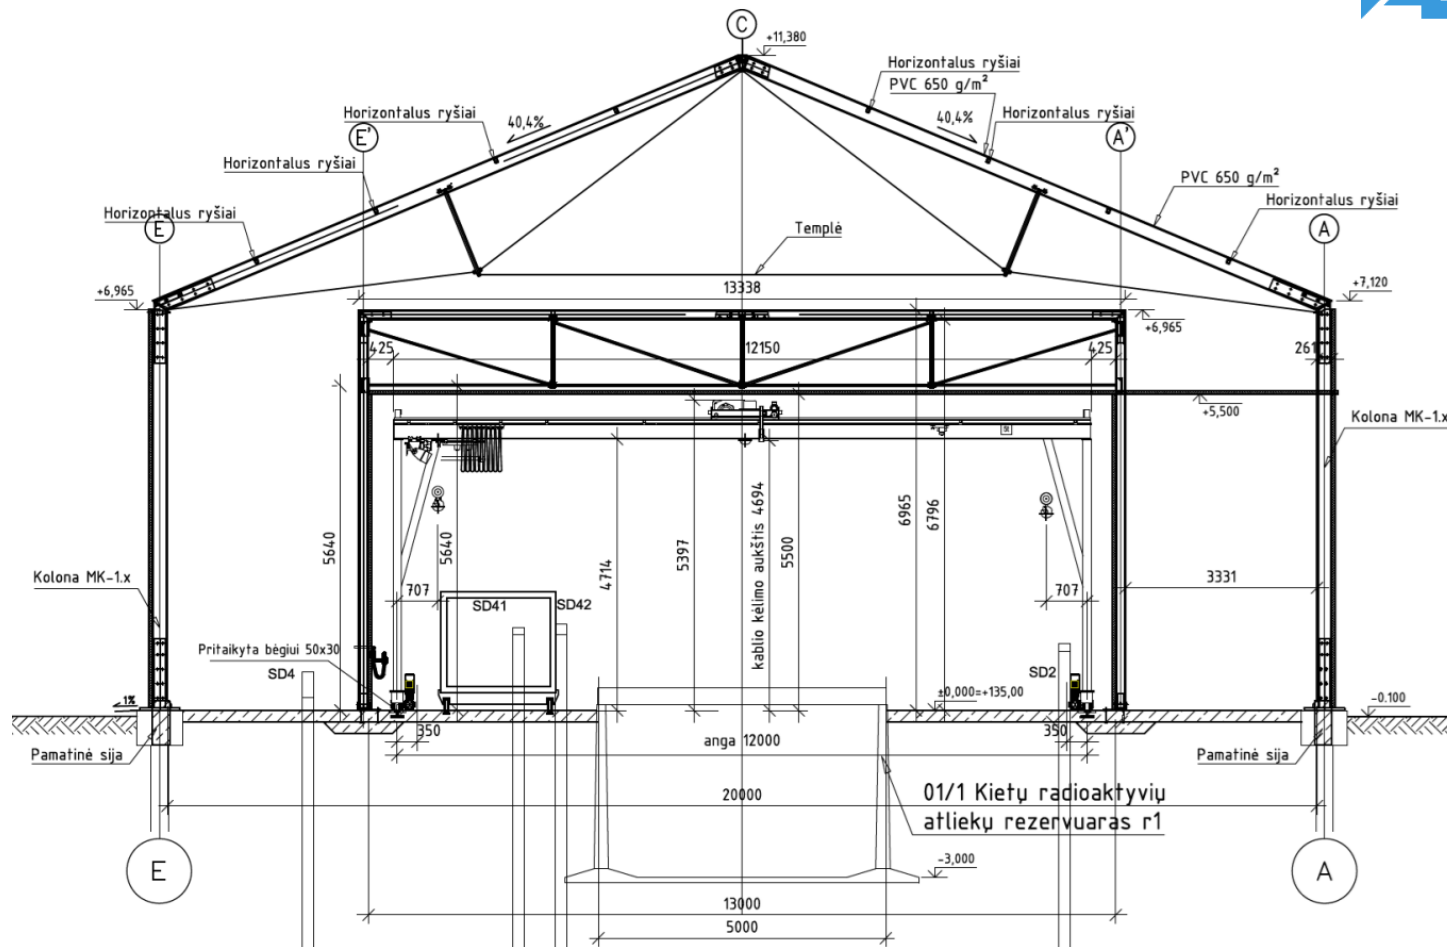 C
+11,380
Horizontalus ryšiai
PVC 650 g/m²
Horizontalus ryšiai
40,4%
40,4%
Horizontalus ryšiai
E'
A'
Horizontalus ryšiai
PVC 650 g/m²
Horizontalus ryšiai
Horizontalus ryšiai
E
A
Templė
+6,965
13338
+7,120
+6,965
425
12150
425
261
+5,500
Kolona MK-1.x
5640
5640
4714
5397
kablio kėlimo aukštis 4694
5500
6965
6796
Kolona MK-1.x
707
707
3331
SD41
SD42
Pritaikyta bėgiui 50x30
SD4
SD2
1%
±0,000=+135,00
-0.100
350
anga 12000
350
Pamatinė sija
Pamatinė sija
20000
01/1 Kietų radioaktyvių
atliekų rezervuaras r1
-3,000
E
A
13000
5000